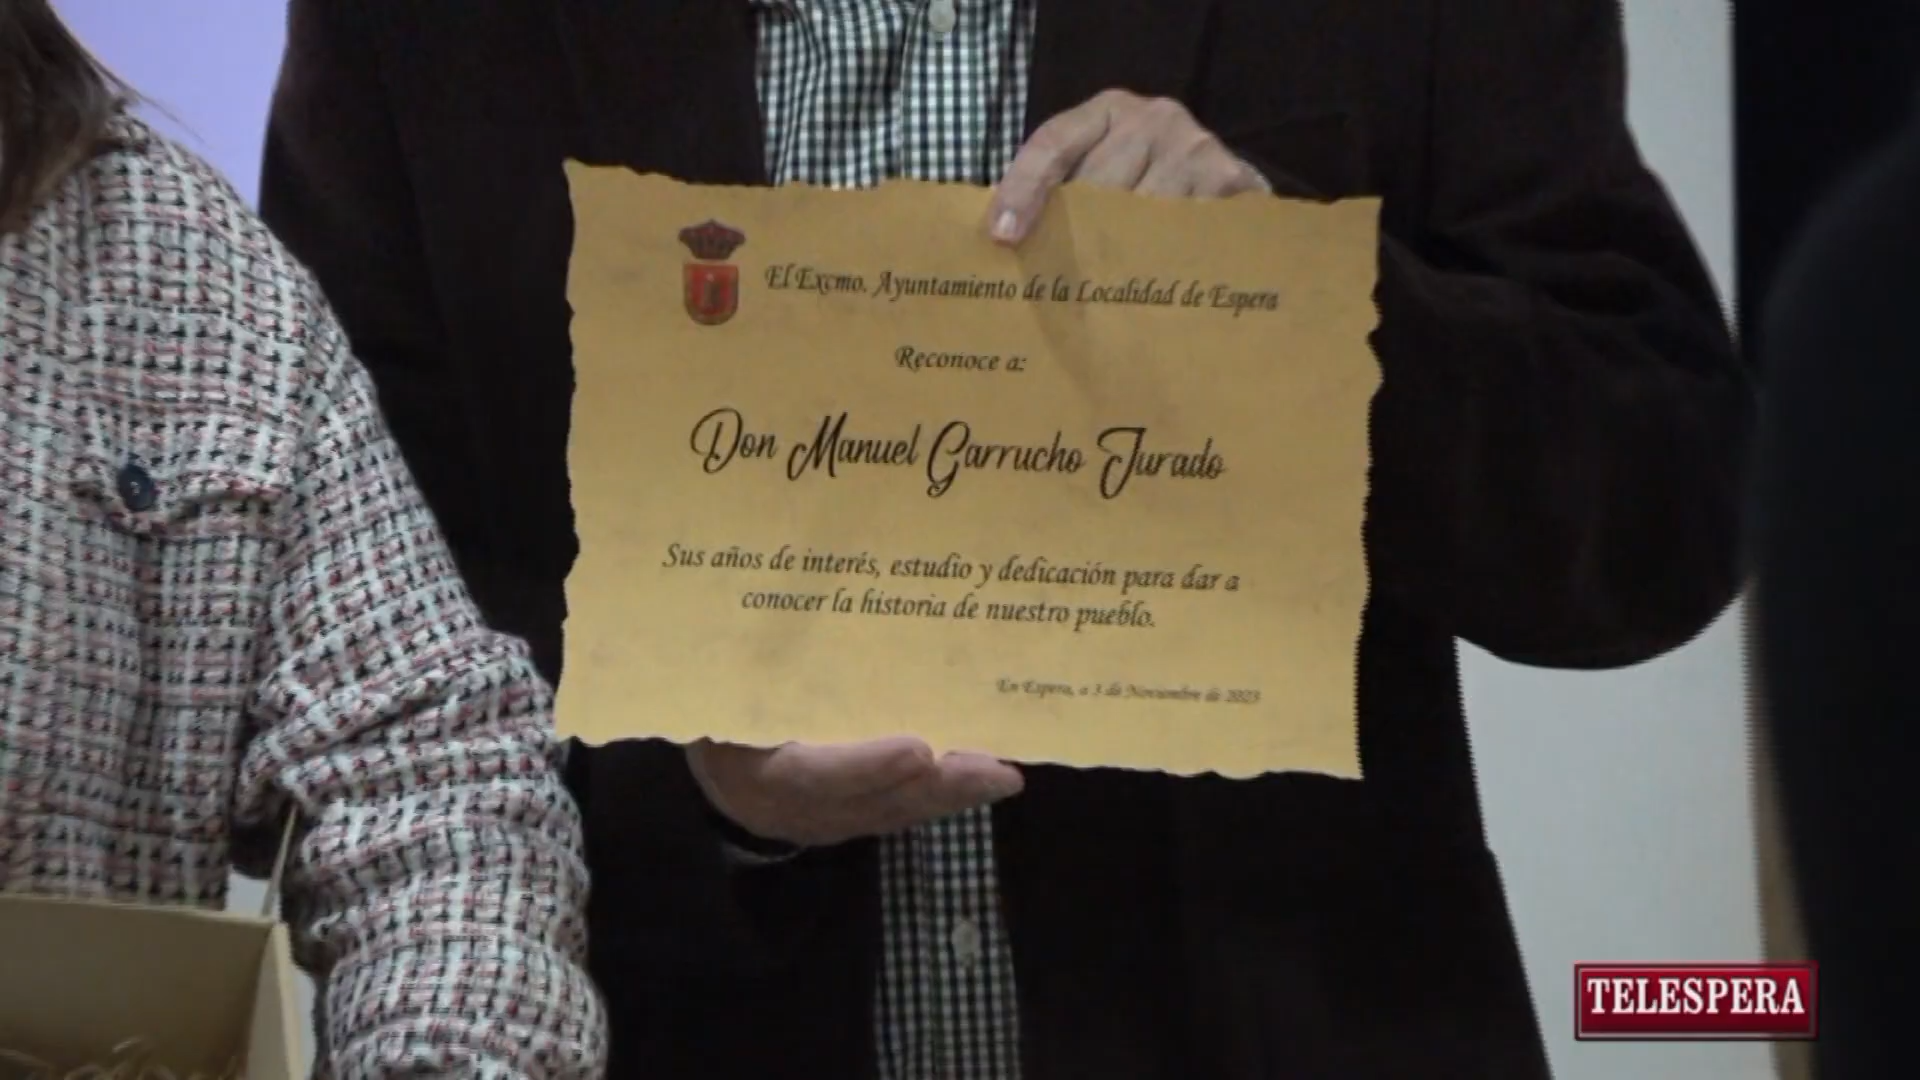 El Excmo. Ayuntamiento de la Localidad de Espera
Reconoce a:
Don Manuel Garrucho Jurado
Sus años de interés, estudio y dedicación para dar a
conocer la historia de nuestro pueblo.
En Espera, a 3 de Noviembre de 2023
TELESPERA